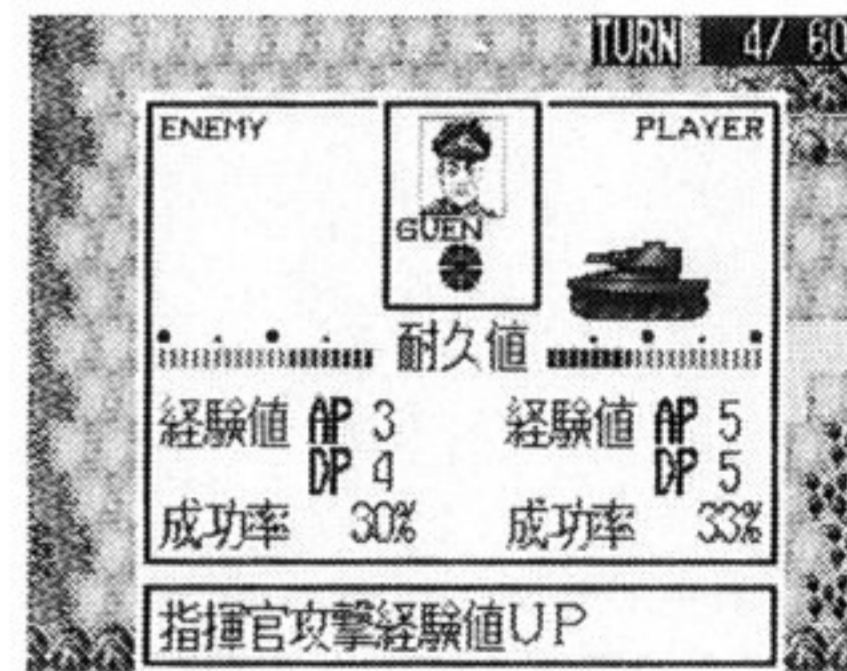 TURN 4/ 60
ENEMY PLAYER
GUEN
耐久値
経験値 AP 3 経験値 AP 5
DP 4 DP 5
成功率 30% 成功率 33%
指揮官攻撃経験値UP